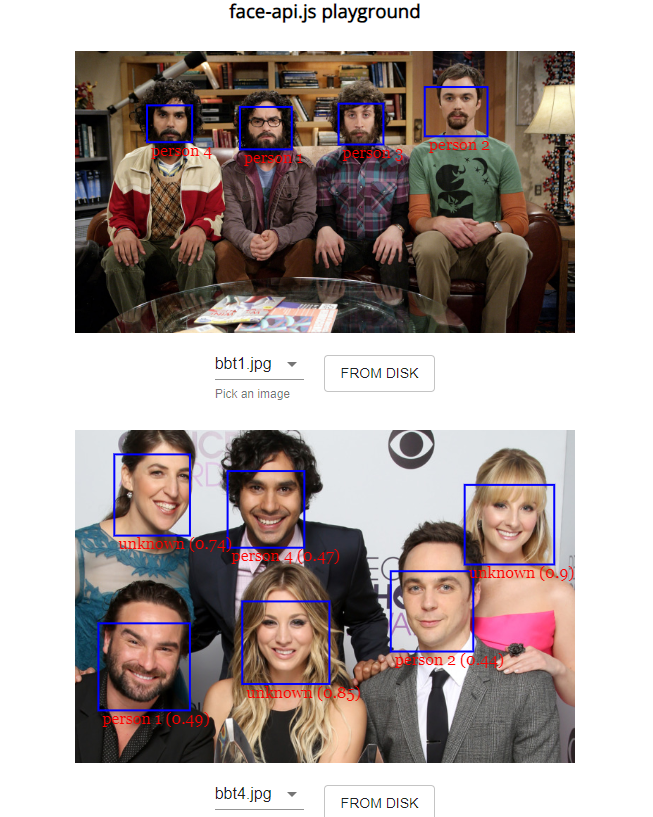 face-api.js playground
person 4
person 1
person 3
person 2
bbt1.jpg
FROM DISK
Pick an image
unknown (0.74)
person 4 (0.47)
unknown (0.9)
person 2 (0.44)
unknown (0.85)
person 1 (0.49)
bbt4.jpg
FROM DISK